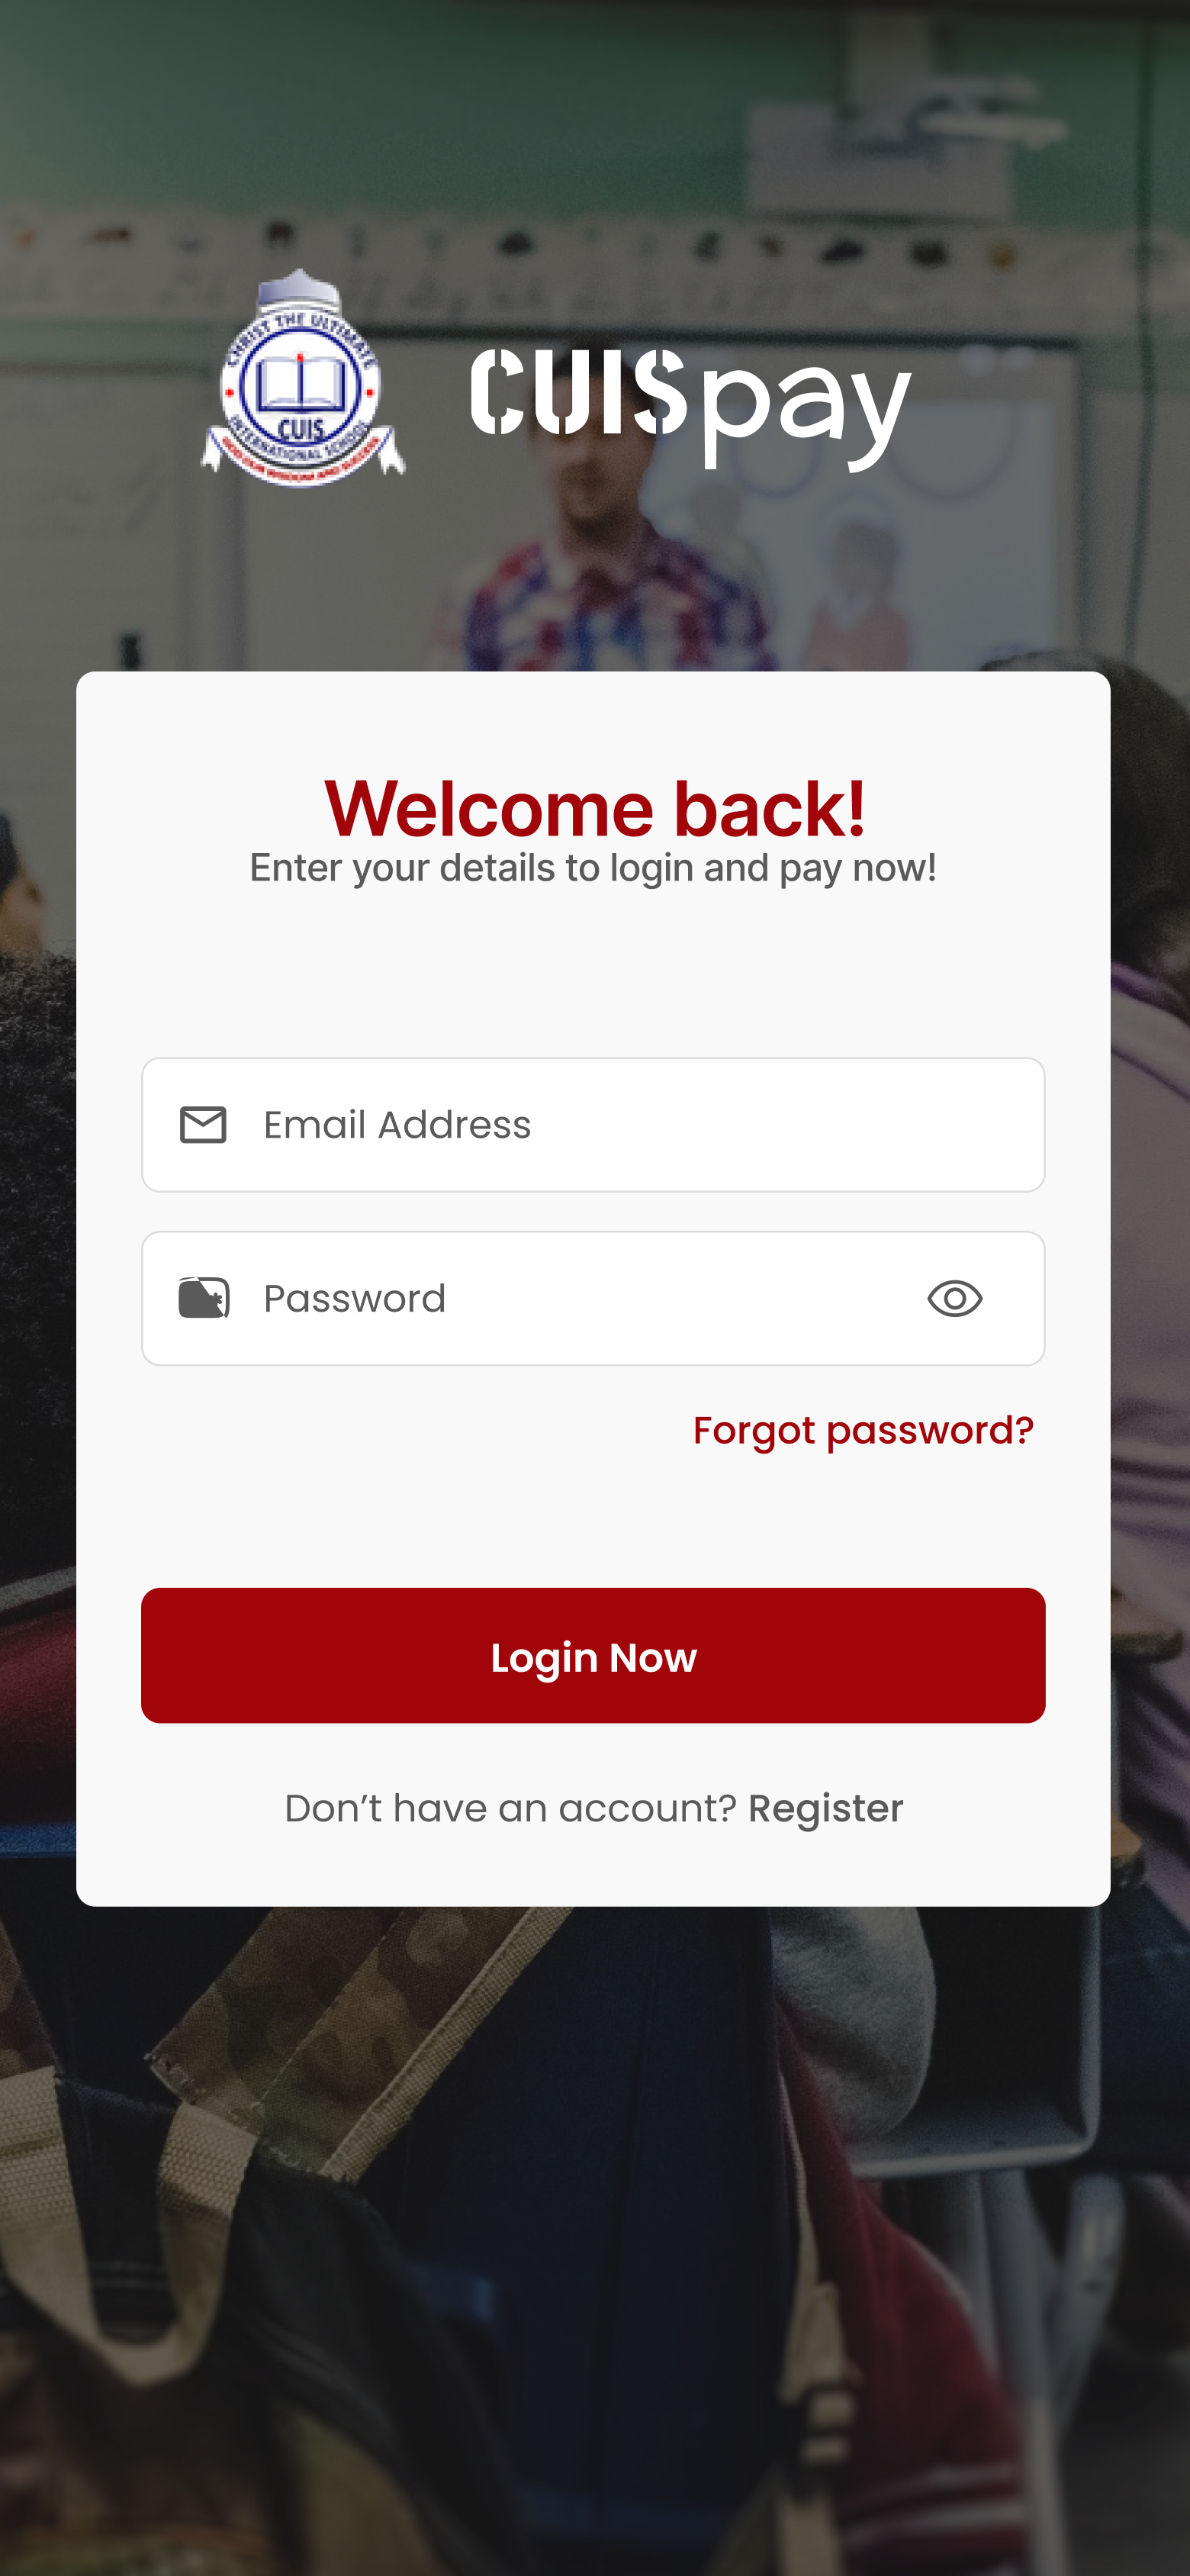 CHRIST THE ULTIMATE
CUIS
INTERNATIONAL SCHOOL
CUISpay
Welcome back!
Enter your details to login and pay now!
Email Address
Password
Forgot password?
Login Now
Don’t have an account? Register